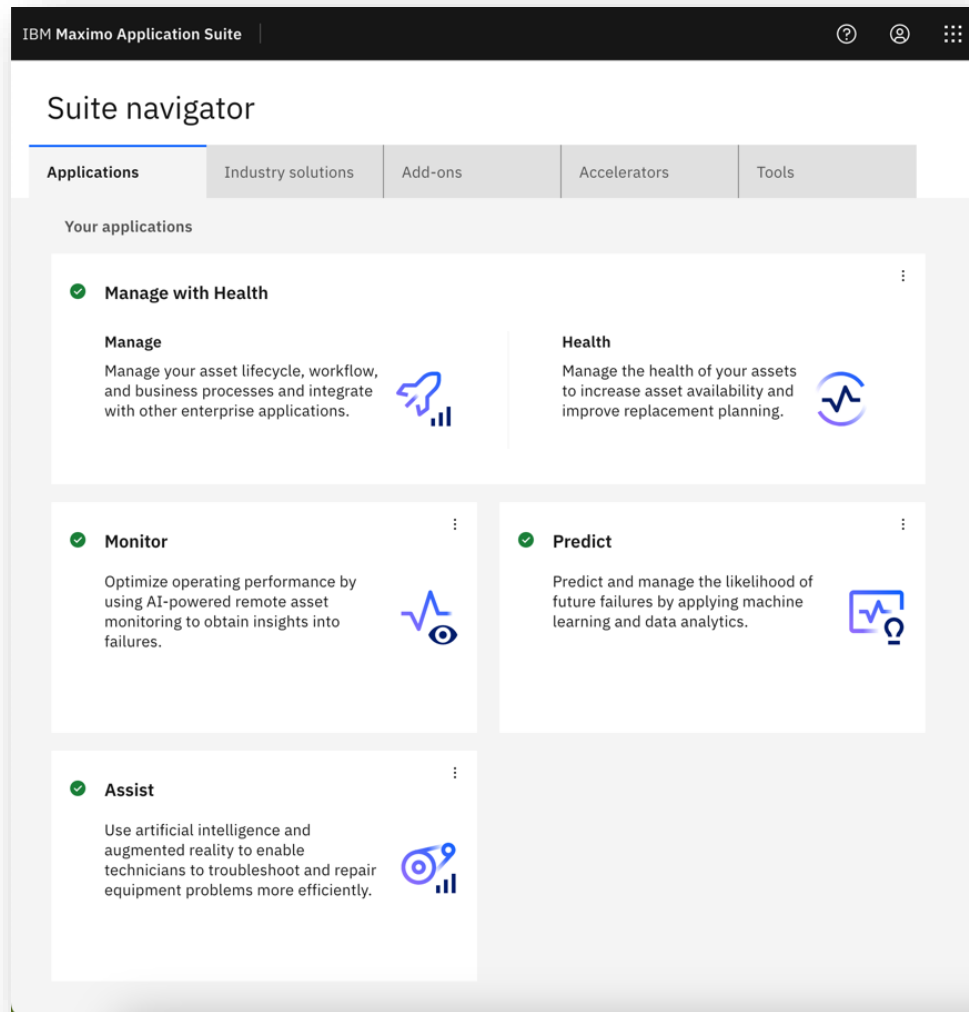 IBM Maximo Application Suite
Suite navigator
Applications
Industry solutions
Add-ons
Accelerators
Tools
Your applications
Manage with Health
Manage
Manage your asset lifecycle, workflow,
and business processes and integrate
with other enterprise applications.
Health
Manage the health of your assets
to increase asset availability and
improve replacement planning.
Monitor
Optimize operating performance by
using AI-powered remote asset
monitoring to obtain insights into
failures.
Predict
Predict and manage the likelihood of
future failures by applying machine
learning and data analytics.
Assist
Use artificial intelligence and
augmented reality to enable
technicians to troubleshoot and repair
equipment problems more efficiently.